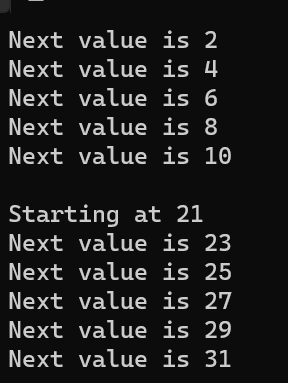 Next value is 2
Next value is 4
Next value is 6
Next value is 8
Next value is 10

Starting at 21
Next value is 23
Next value is 25
Next value is 27
Next value is 29
Next value is 31